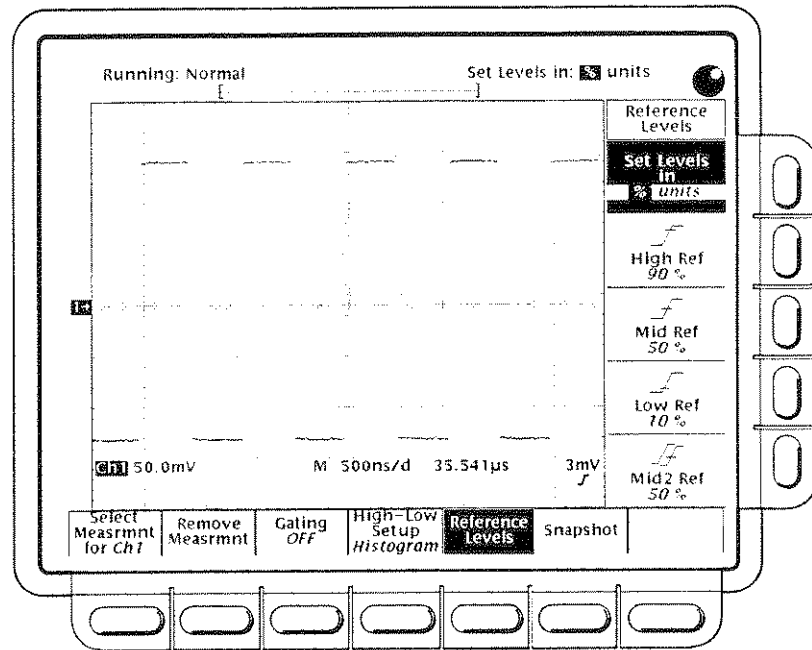 Running: Normal
Set Levels in: % units
Reference
Levels
Set Levels
in
% units
High Ref
90 %
Mid Ref
50 %
Low Ref
10 %
Mid2 Ref
50 %
1→
Ch1 50.0mV
M 500ns/d 35.541µs
3mV
Select
Measrmnt
for Ch1
Remove
Measrmnt
Gating
OFF
High–Low
Setup
Histogram
Reference
Levels
Snapshot